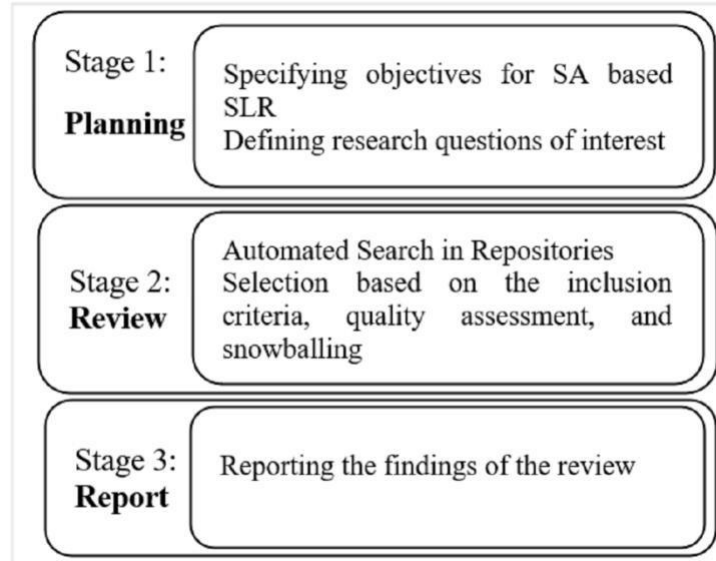 Stage 1:
Planning
Specifying objectives for SA based
SLR
Defining research questions of interest
Stage 2:
Review
Automated Search in Repositories
Selection based on the inclusion
criteria, quality assessment, and
snowballing
Stage 3:
Report
Reporting the findings of the review